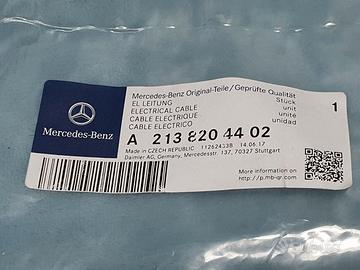 Mercedes-Benz Original-Teile/Geprüfte Qualität
EL LEITUNG
ELECTRICAL CABLE
CABLE ELECTRIQUE
CABLE ELECTRICO
Stück
unit
unité
unidad
1
Mercedes-Benz
A 213 820 44 02
Made in CZECH REPUBLIC 11262433B 14.06.17
Daimler AG, Germany, Mercedesstr. 137, 70327 Stuttgart
More information on
http://p.mb-qr.com